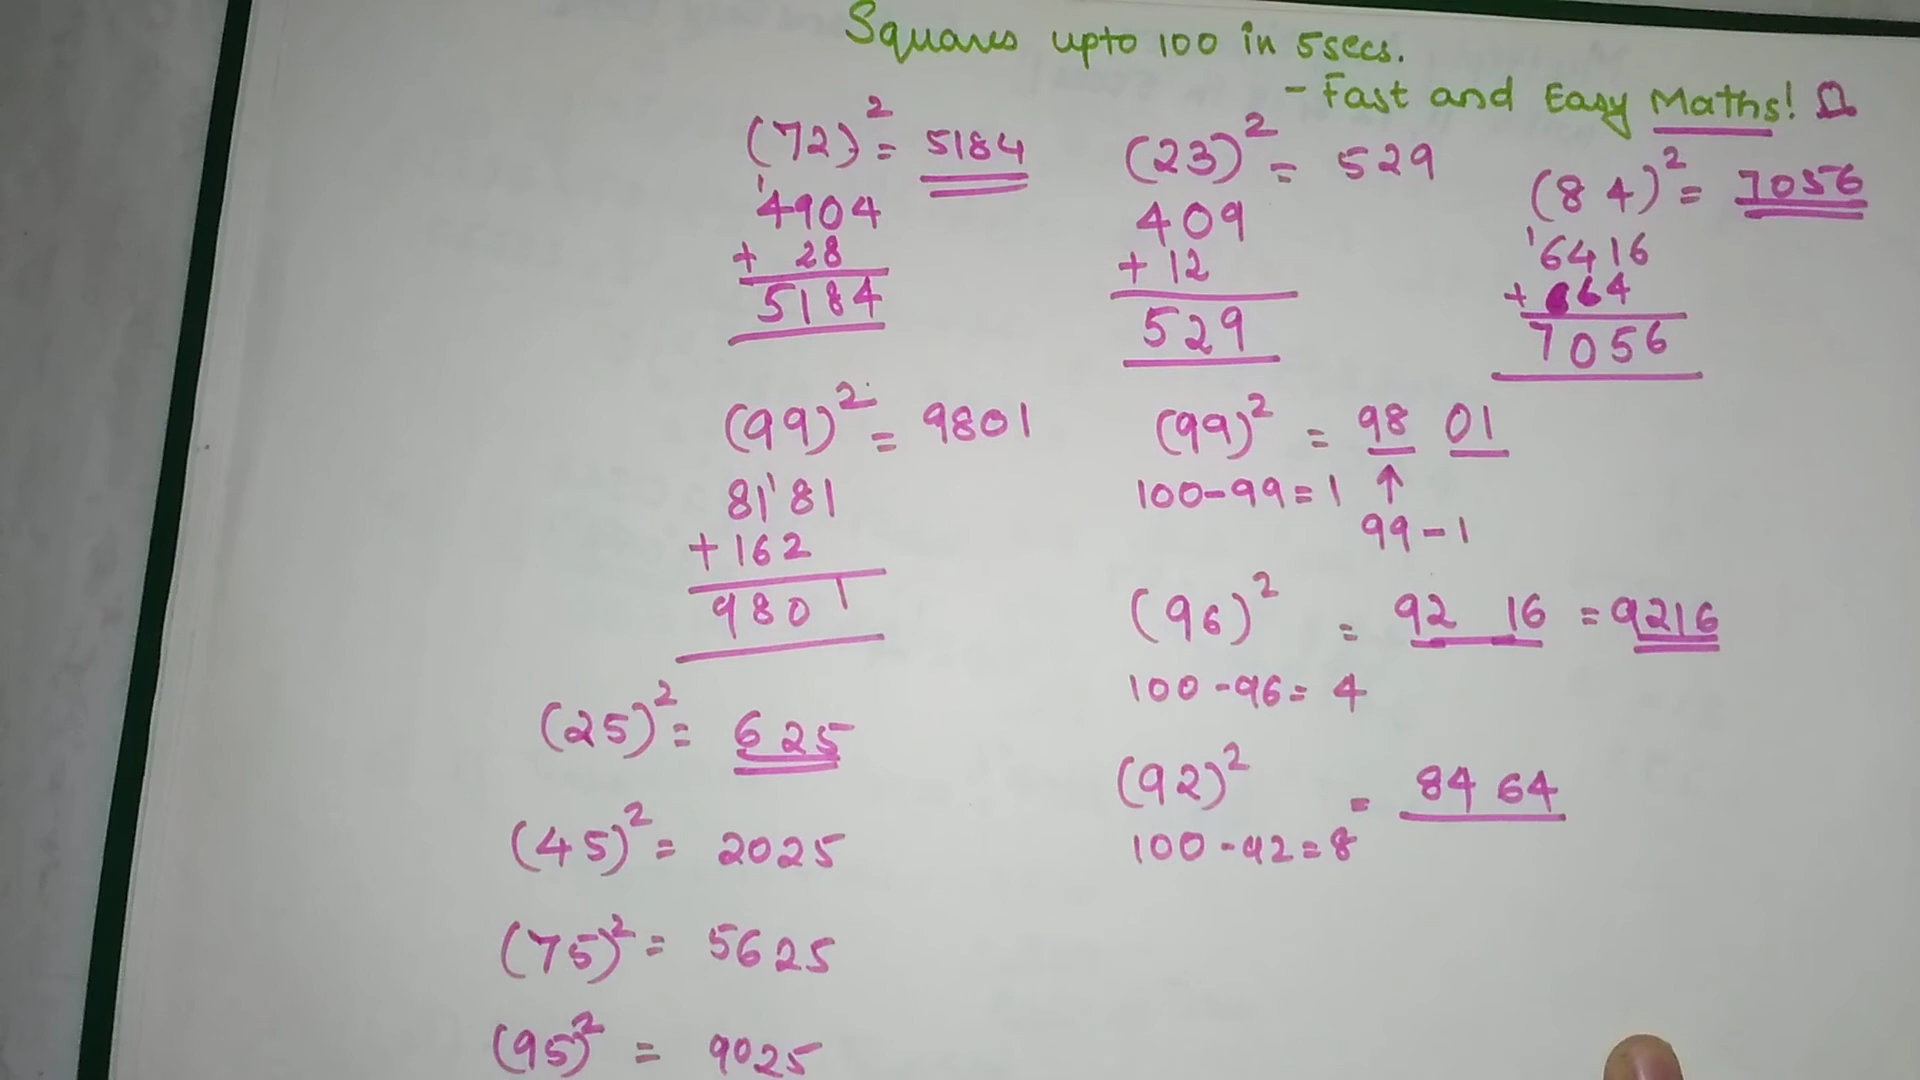 Squares upto 100 in 5secs.
- Fast and Easy Maths! Ω
(72)² = 5184
4904
+ 28
5184
(23)² = 529
409
+ 12
529
(84)² = 7056
6416
+ 64
7056
(99)² = 9801
81'81
+ 162
9801
(99)² = 98 01
100-99=1 ↑
99-1
(96)² = 92 16 = 9216
100-96= 4
(92)² = 84 64
100-92=8
(25)² = 625
(45)² = 2025
(75)² = 5625
(95)² = 9025